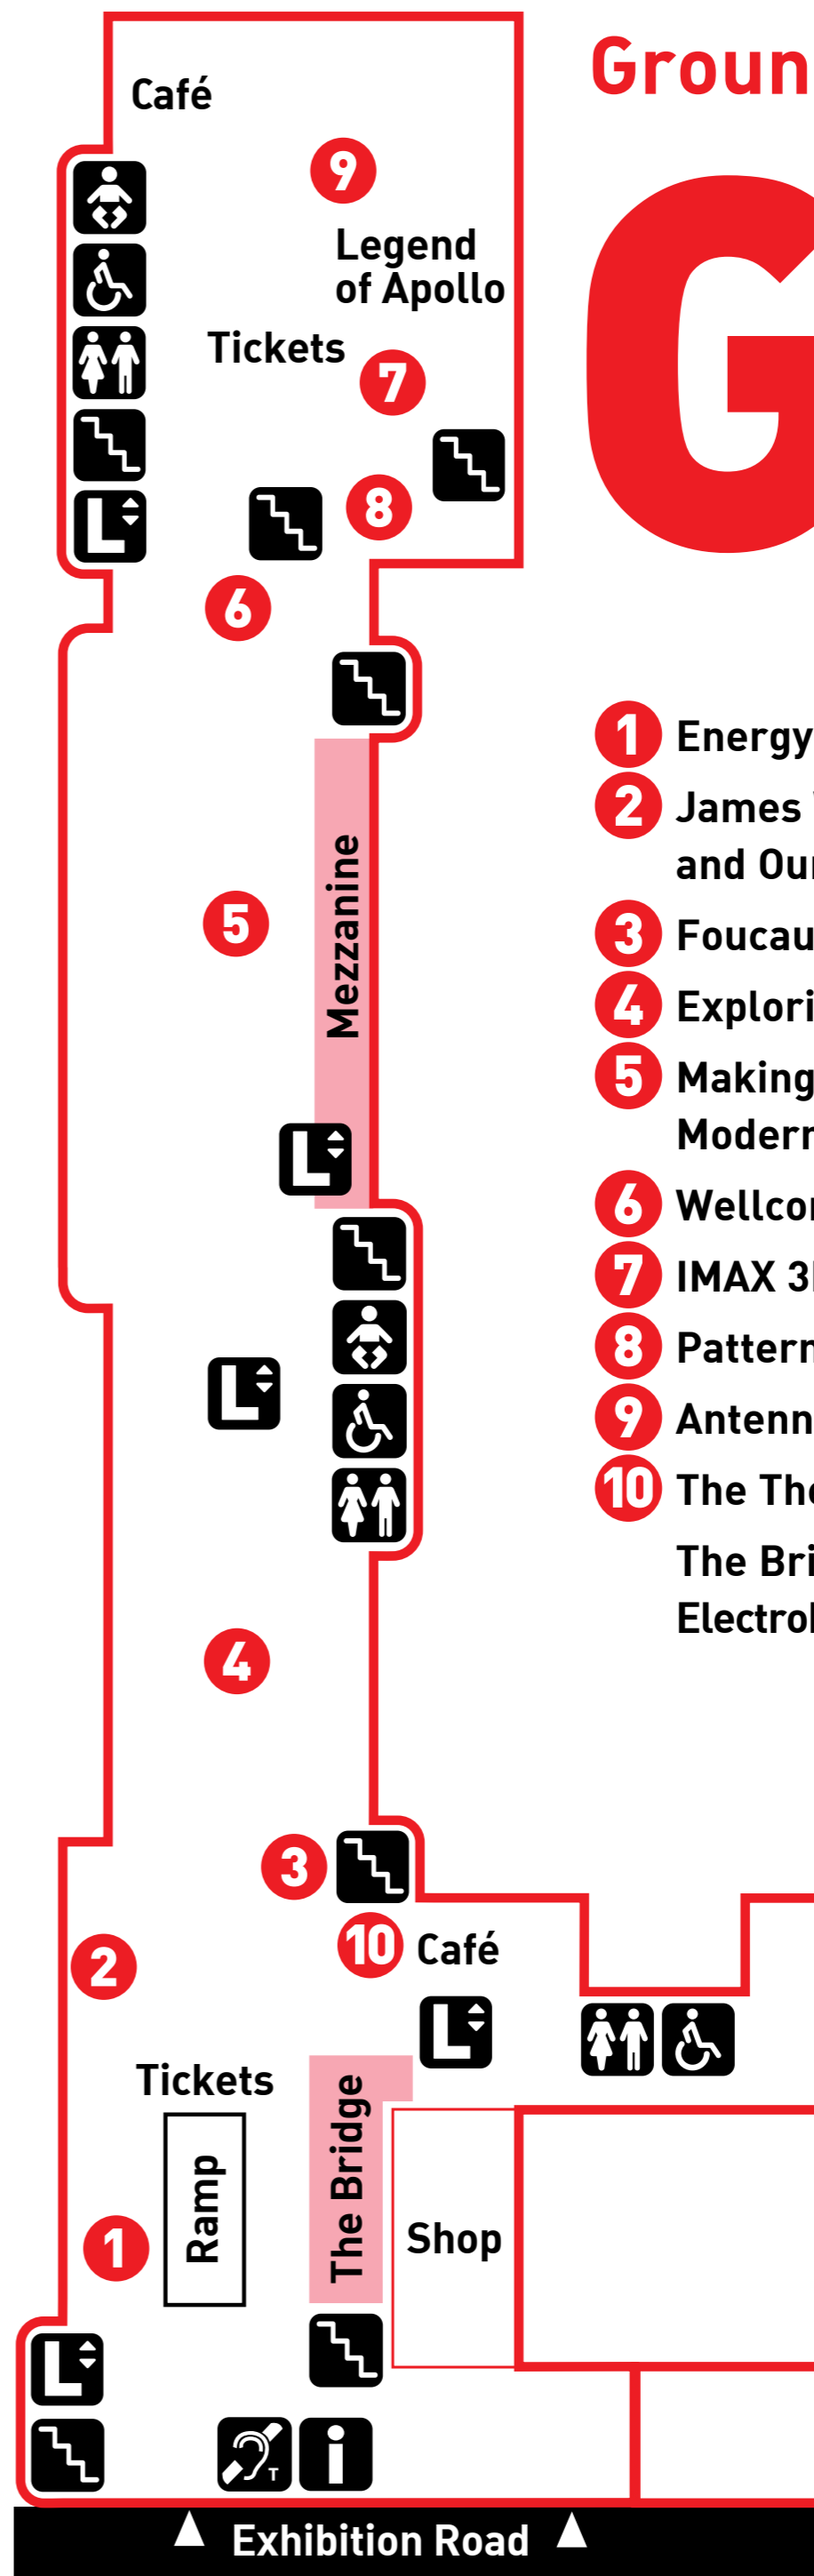 Groun
G
Café
9
Legend
of Apollo
Tickets
7
8
6
Mezzanine
5
L
L
L
4
3
10 Café
2
L
Tickets
The Bridge
Ramp
Shop
1
L
T
i
Exhibition Road
1 Energy
2 James
and Our
3 Foucau
4 Explori
5 Making
Modern
6 Wellcom
7 IMAX 3
8 Pattern
9 Antenn
10 The The
The Bri
Electrol